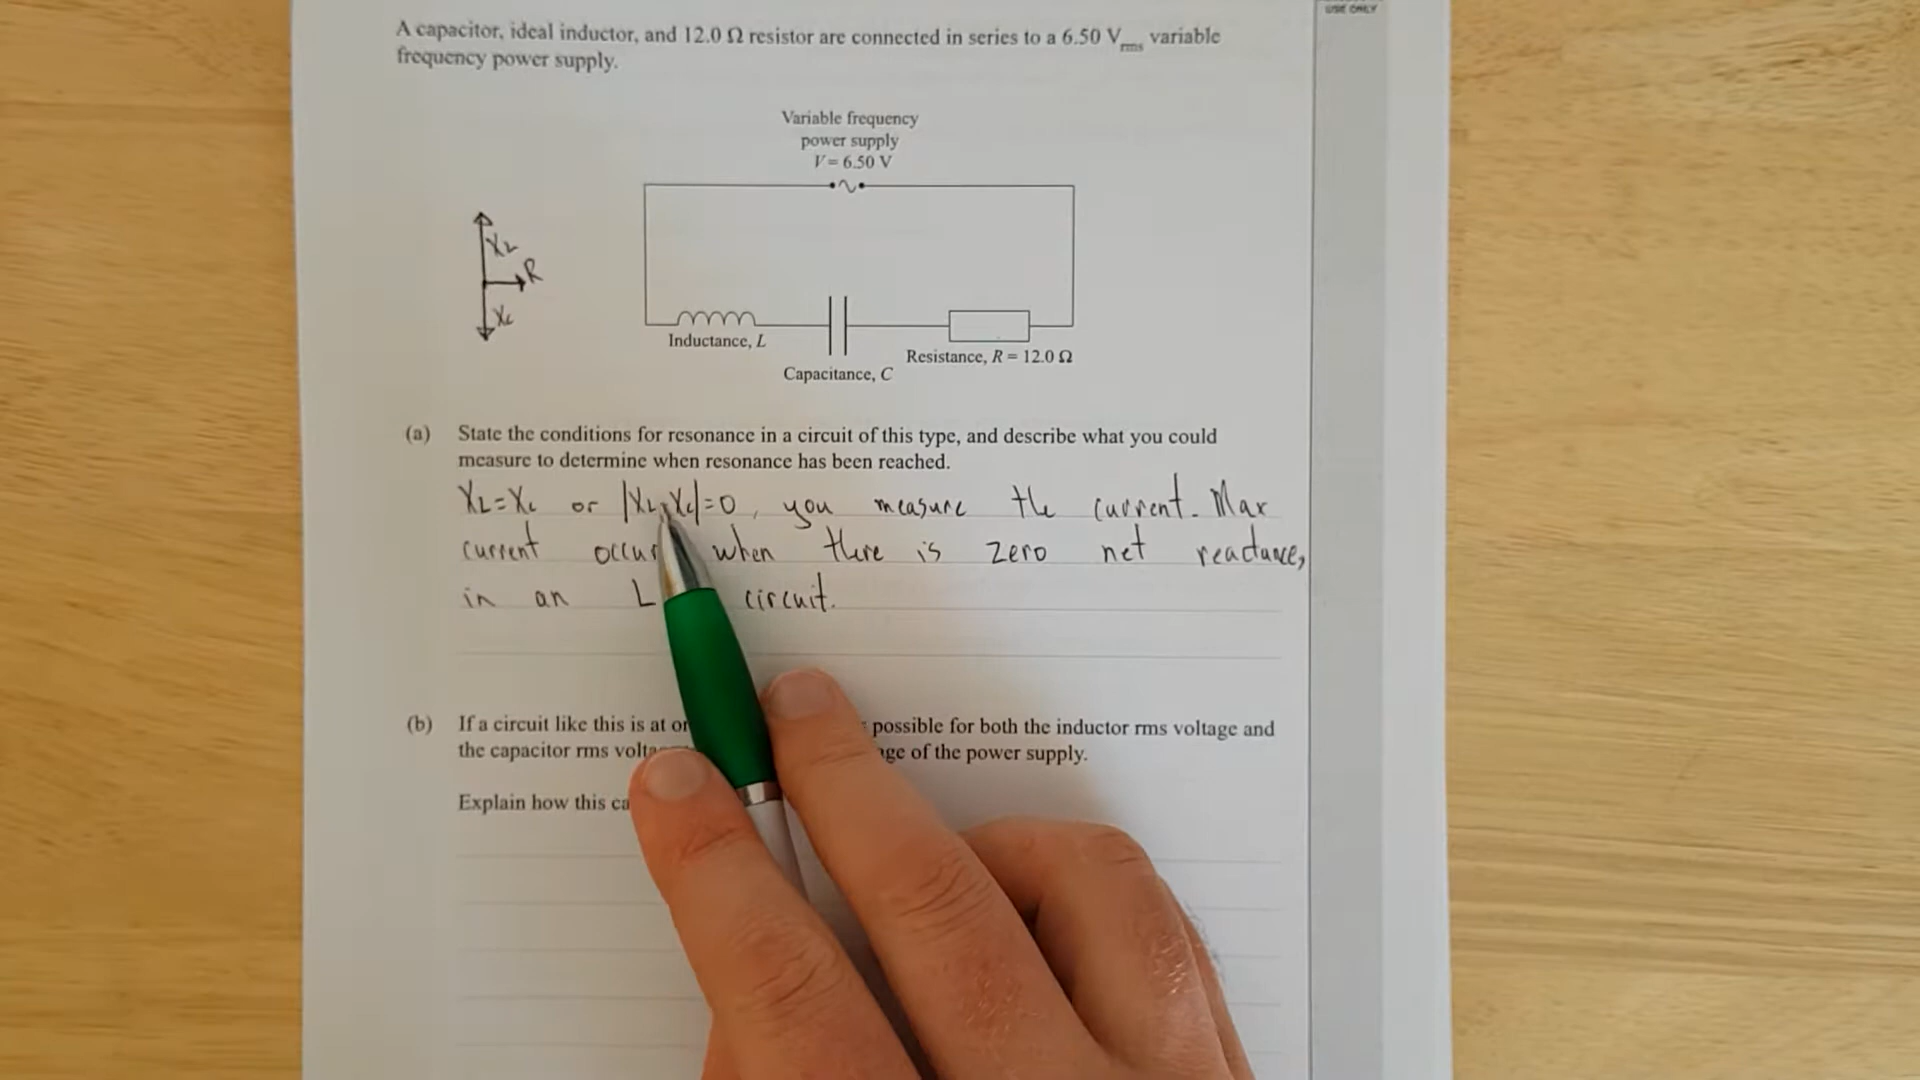 USE ONLY
A capacitor, ideal inductor, and 12.0 Ω resistor are connected in series to a 6.50 Vrms variable
frequency power supply.
Variable frequency
power supply
V = 6.50 V
XL
R
XC
Inductance, L
Capacitance, C
Resistance, R = 12.0 Ω
(a) State the conditions for resonance in a circuit of this type, and describe what you could
measure to determine when resonance has been reached.
XL=XC or |XL-XC|=0, you measure the current. Max
current occur when there is zero net reactance,
in an L circuit.
(b) If a circuit like this is at possible for both the inductor rms voltage and
the capacitor rms of the power supply.
Explain how this